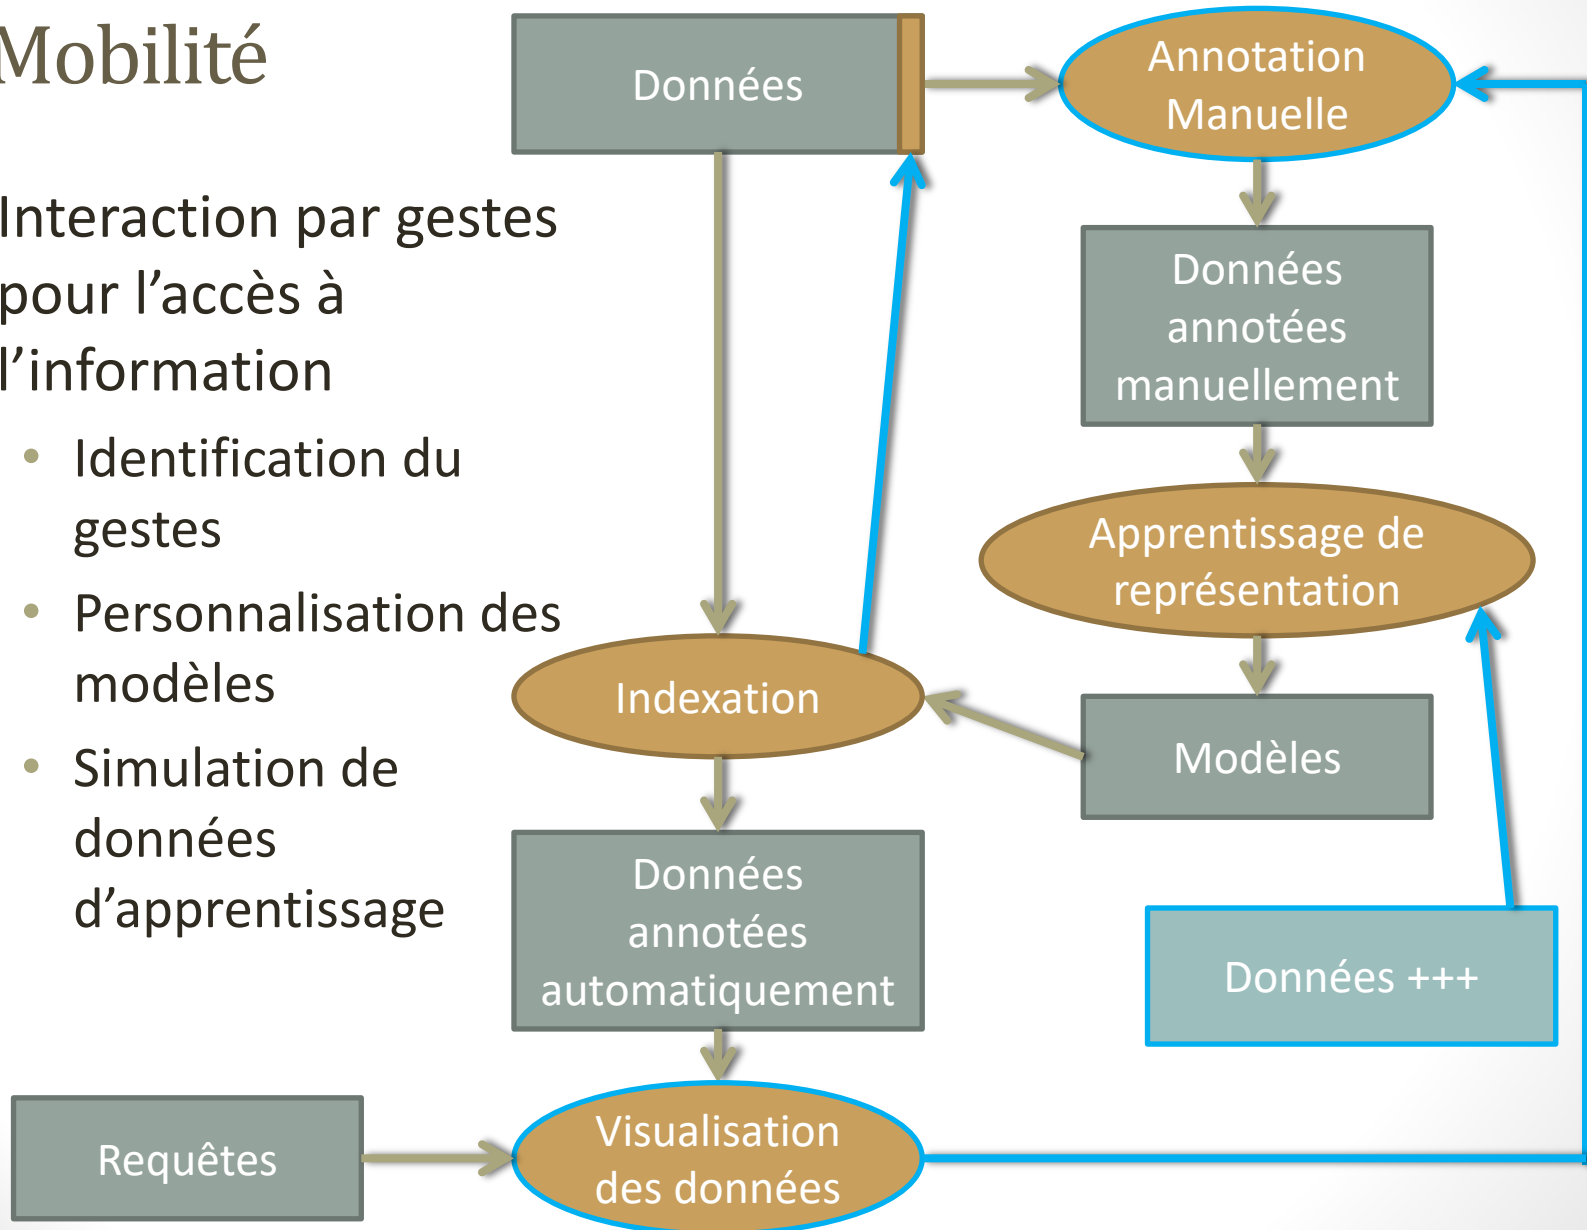 Mobilité
Interaction par gestes
pour l’accès à
l’information
• Identification du
gestes
• Personnalisation des
modèles
• Simulation de
données
d’apprentissage
Données
Annotation
Manuelle
Données
annotées
manuellement
Apprentissage de
représentation
Indexation
Modèles
Données
annotées
automatiquement
Données +++
Requêtes
Visualisation
des données